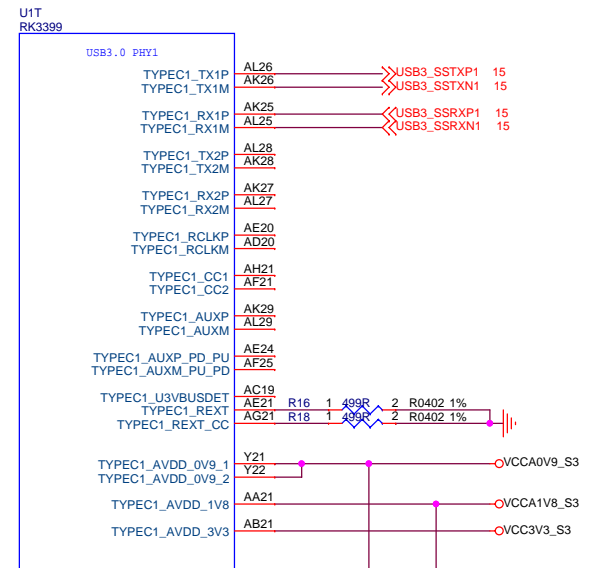 U1T
RK3399
USB3.0 PHY1
TYPEC1_TX1P AL26 USB3_SSTXP1 15
TYPEC1_TX1M AK26 USB3_SSTXN1 15
TYPEC1_RX1P AK25 USB3_SSRXP1 15
TYPEC1_RX1M AL25 USB3_SSRXN1 15
TYPEC1_TX2P AL28
TYPEC1_TX2M AK28
TYPEC1_RX2P AK27
TYPEC1_RX2M AL27
TYPEC1_RCLKP AE20
TYPEC1_RCLKM AD20
TYPEC1_CC1 AH21
TYPEC1_CC2 AF21
TYPEC1_AUXP AK29
TYPEC1_AUXM AL29
TYPEC1_AUXP_PD_PU AE24
TYPEC1_AUXM_PU_PD AF25
TYPEC1_U3VBUSDET AC19
TYPEC1_REXT AE21 R16 1 499R 2 R0402 1%
TYPEC1_REXT_CC AG21 R18 1 499R 2 R0402 1%
TYPEC1_AVDD_0V9_1 Y21 VCCA0V9_S3
TYPEC1_AVDD_0V9_2 Y22
TYPEC1_AVDD_1V8 AA21 VCCA1V8_S3
TYPEC1_AVDD_3V3 AB21 VCC3V3_S3